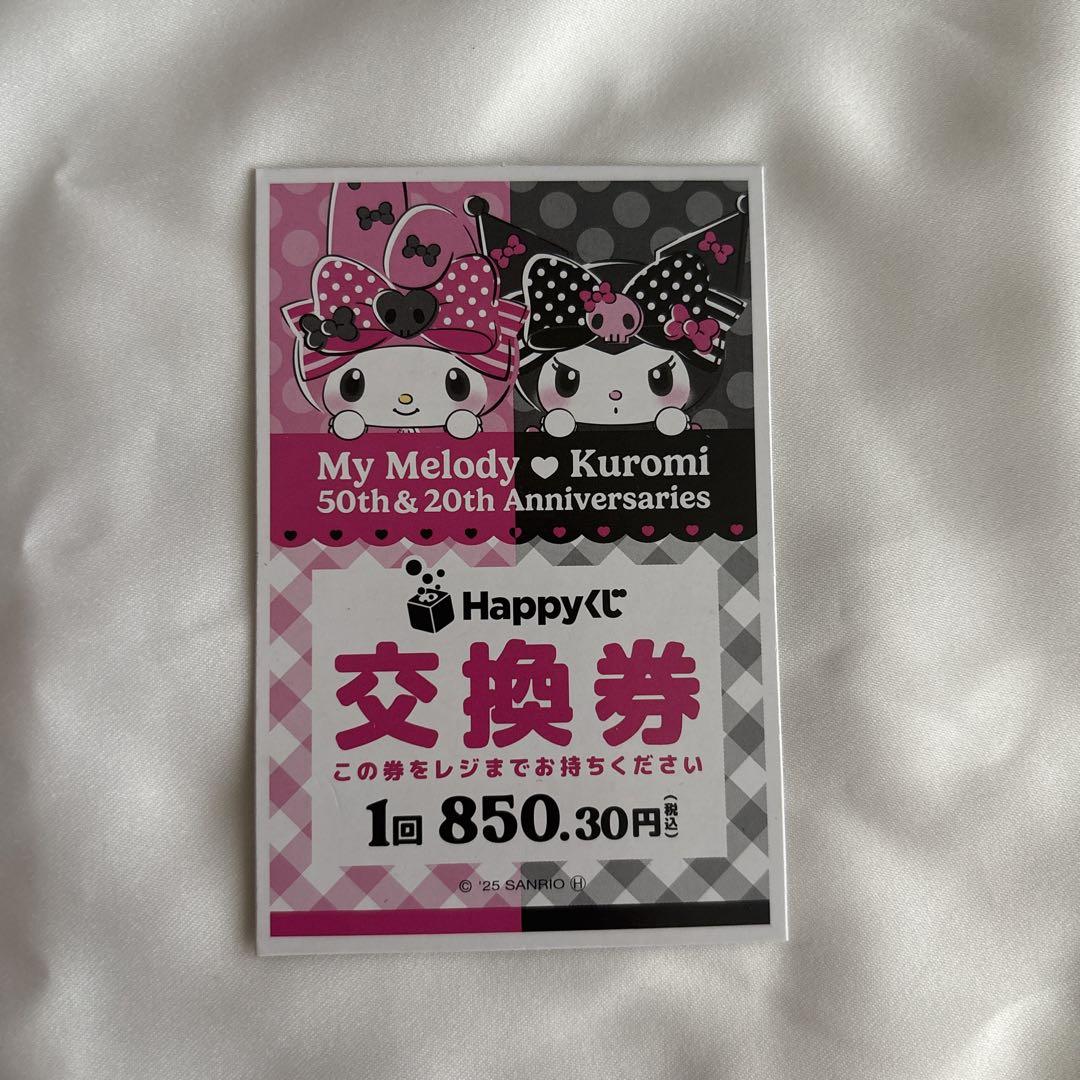 My Melody ♥ Kuromi
50th & 20th Anniversaries
Happyくじ
交換券
この券をレジまでお持ちください
1回 850.30円(税込)
© '25 SANRIO Ⓗ